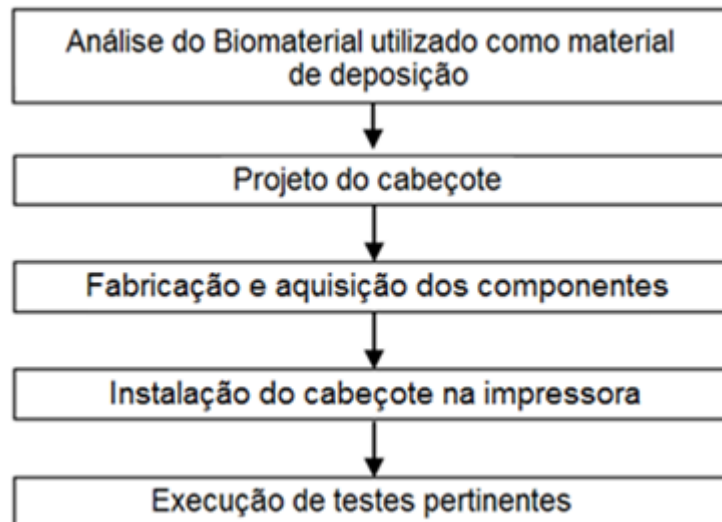 Análise do Biomaterial utilizado como material
de deposição
Projeto do cabeçote
Fabricação e aquisição dos componentes
Instalação do cabeçote na impressora
Execução de testes pertinentes